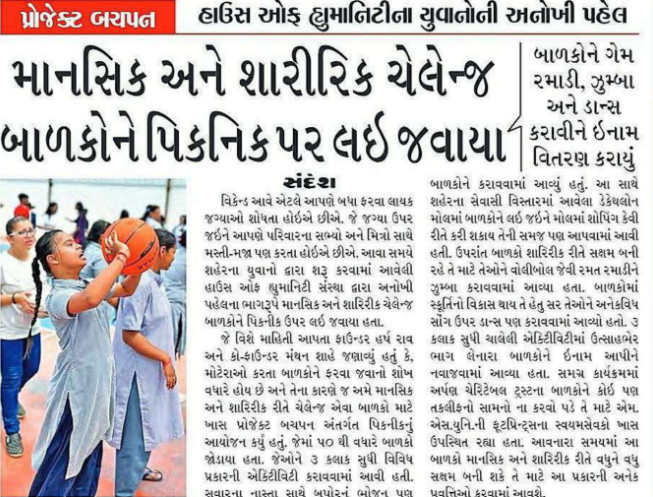 પ્રોજેક્ટ બચપન
હાઉસ ઓફ હ્યુમાનિટીના યુવાનોની અનોખી પહેલ
માનસિક અને શારીરિક ચેલેન્જ
બાળકોને પિકનિક પર લઇ જવાયા
બાળકોને ગેમ
રમાડી, ઝુમ્બા
અને ડાન્સ
કરાવીને ઇનામ
વિતરણ કરાયું
સંદેશ
વિકેન્ડ આવે એટલે આપણે બધા ફરવા લાયક
જગ્યાઓ શોધતા હોઇએ છીએ. જે જગ્યા ઉપર
જઇને આપણે પરિવારના સભ્યો અને મિત્રો સાથે
મસ્તી-મજા પણ કરતા હોઇએ છીએ. આવા સમયે
શહેરના યુવાનો દ્વારા શરૂ કરવામાં આવેલી
હાઉસ ઓફ હ્યુમાનિટી સંસ્થા દ્વારા અનોખી
પહેલના ભાગરૂપે માનસિક અને શારિરીક ચેલેન્જ
બાળકોને પિકનીક ઉપર લઇ જવાયા હતા.
જે વિશે માહિતી આપતા ફાઉન્ડર હર્ષ રાવ
અને કો-ફાઉન્ડર મંથન શાહે જણાવ્યું હતું કે,
મોટેરાઓ કરતા બાળકોને ફરવા જવાનો શોખ
વધારે હોય છે અને તેના કારણે જ અમે માનસિક
અને શારિરીક રીતે ચેલેન્જ એવા બાળકો માટે
ખાસ પ્રોજેક્ટ બચપન અંતર્ગત પિકનીકનું
આયોજન કર્યું હતું. જેમાં ૫૦ થી વધારે બાળકો
જોડાયા હતા. જેઓને ૩ કલાક સુધી વિવિધ
પ્રકારની એક્ટિવીટી કરાવવામાં આવી હતી.
સવારના નાસ્તા સાથે બપોરનું ભોજન પણ
બાળકોને કરાવવામાં આવ્યું હતું. આ સાથે
શહેરના સેવાસી વિસ્તારમાં આવેલા ડેકેથલોન
મોલમાં બાળકોને લઇ જઇને મોલમાં શોપિંગ કેવી
રીતે કરી શકાય તેની સમજ પણ આપવામાં આવી
હતી. ઉપરાંત બાળકો શારિરીક રીતે સક્ષમ બની
રહે તે માટે તેઓને વોલીબોલ જેવી રમત રમાડીને
ઝુમ્બા કરાવવામાં આવ્યા હતા. બાળકોમાં
સ્ફૂર્તિનો વિકાસ થાય તે હેતુ સર તેઓને અનેકવિધ
સોંગ ઉપર ડાન્સ પણ કરાવવામાં આવ્યો હતો. ૩
કલાક સુધી ચાલેલી એક્ટિવીટીમાં ઉત્સાહભેર
ભાગ લેનારા બાળકોને ઇનામ આપીને
નવાજવામાં આવ્યા હતા. સમગ્ર કાર્યક્રમમાં
અર્પણ ચેરિટેબલ ટ્રસ્ટના બાળકોને કોઇ પણ
તકલીફનો સામનો ના કરવો પડે તે માટે એમ.
એસ.યુનિ.ની ફૂટપ્રિન્ટ્સના સ્વયમસેવકો ખાસ
ઉપસ્થિત રહ્યા હતા. આવનારા સમયમાં આ
બાળકો માનસિક અને શારીરિક રીતે વધુને વધુ
સક્ષમ બની શકે તે માટે આ પ્રકારની અનેક
પ્રવૃત્તિઓ કરવામાં આવશે.